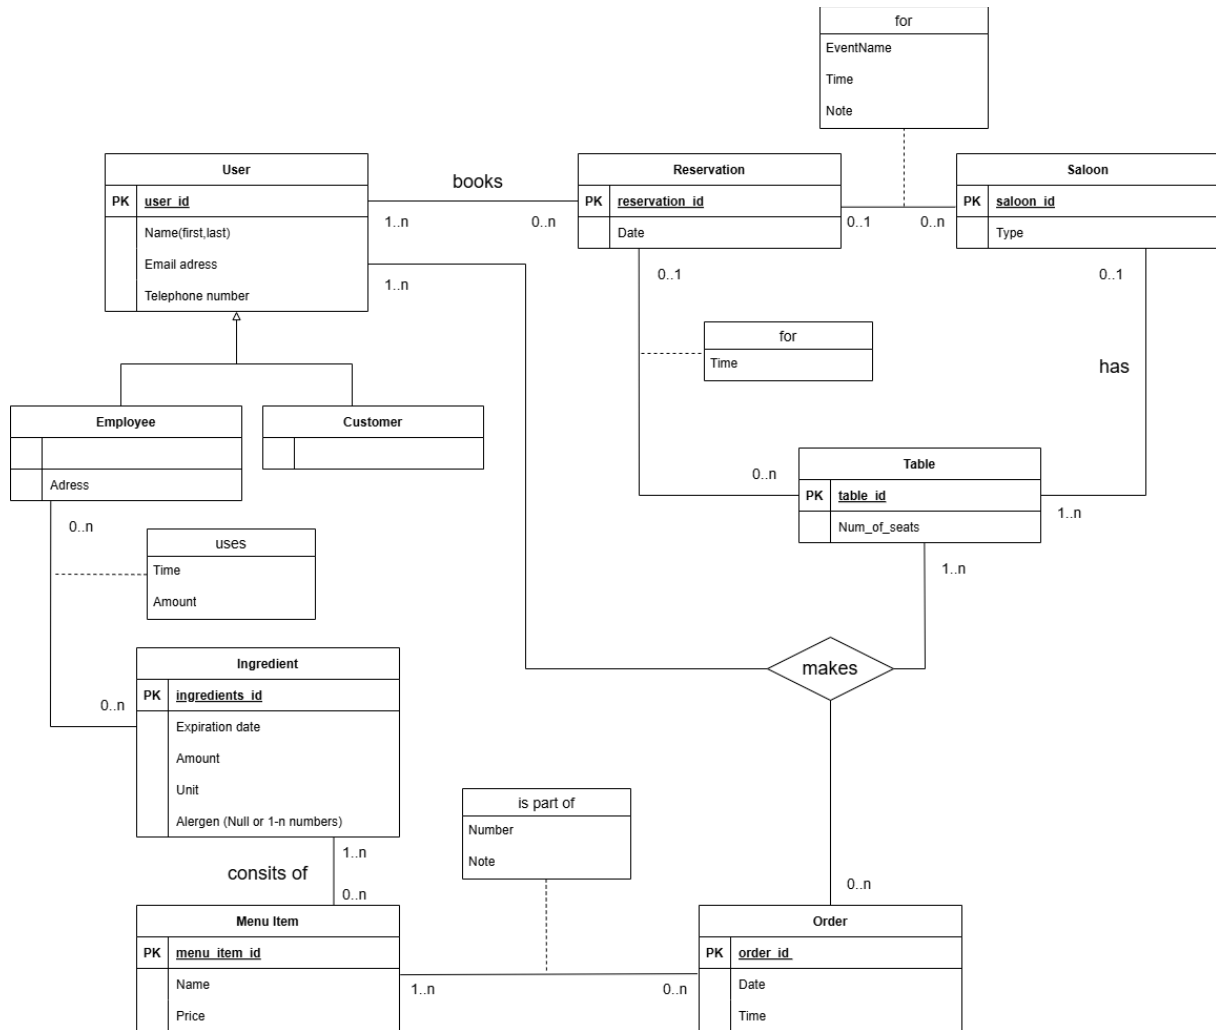 for
EventName
Time
Note
User
PK user_id
Name(first,last)
Email adress
Telephone number
books
1..n
0..n
1..n
Reservation
PK reservation_id
Date
0..1
0..n
0..1
Saloon
PK saloon_id
Type
0..1
for
Time
has
Employee
Adress
Customer
0..n
Table
PK table_id
Num_of_seats
1..n
1..n
0..n
uses
Time
Amount
makes
Ingredient
PK ingredients_id
Expiration date
Amount
Unit
Alergen (Null or 1-n numbers)
0..n
1..n
consits of
0..n
is part of
Number
Note
0..n
Menu Item
PK menu_item_id
Name
Price
1..n
0..n
Order
PK order_id
Date
Time